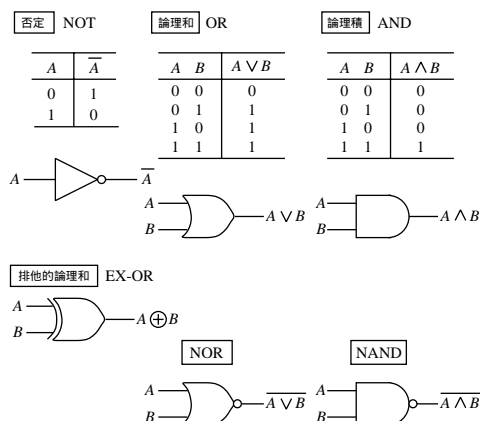 否定 NOT
A A̅
0 1
1 0
A A̅
論理和 OR
A B A ∨ B
0 0 0
0 1 1
1 0 1
1 1 1
A
B
A ∨ B
論理積 AND
A B A ∧ B
0 0 0
0 1 0
1 0 0
1 1 1
A
B
A ∧ B
排他的論理和 EX-OR
A
B
A ⊕ B
NOR
A
B
A̅ ̅∨̅ ̅B̅
NAND
A
B
A̅ ̅∧̅ ̅B̅